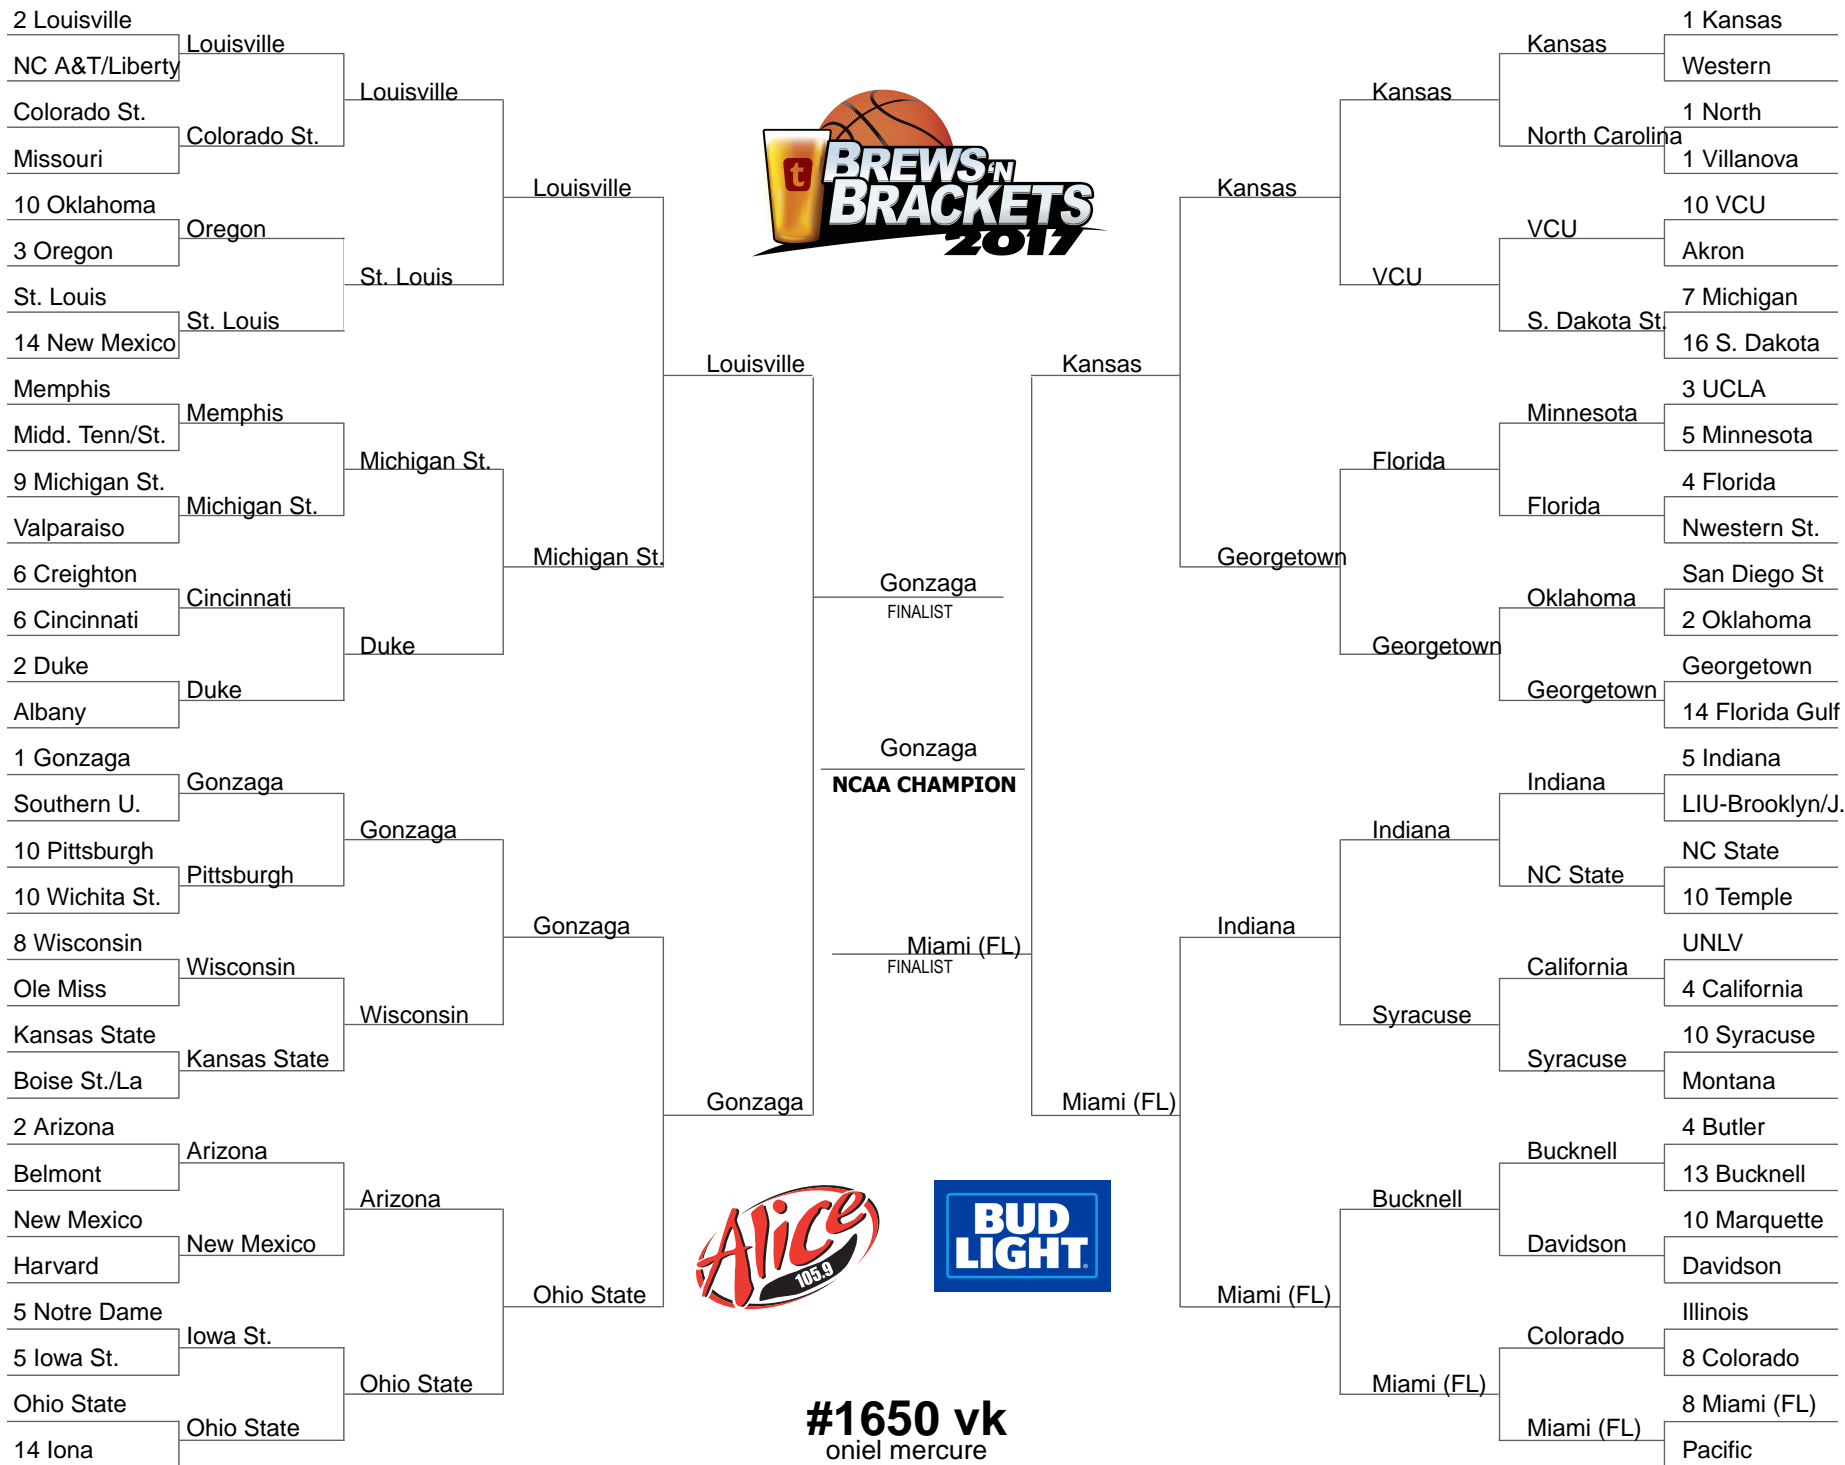 2 Louisville
NC A&T/Liberty
Colorado St.
Missouri
10 Oklahoma
3 Oregon
St. Louis
14 New Mexico
Memphis
Midd. Tenn/St.
9 Michigan St.
Valparaiso
6 Creighton
6 Cincinnati
2 Duke
Albany
1 Gonzaga
Southern U.
10 Pittsburgh
10 Wichita St.
8 Wisconsin
Ole Miss
Kansas State
Boise St./La
2 Arizona
Belmont
New Mexico
Harvard
5 Notre Dame
5 Iowa St.
Ohio State
14 Iona
Louisville
Colorado St.
Oregon
St. Louis
Memphis
Michigan St.
Cincinnati
Duke
Gonzaga
Pittsburgh
Wisconsin
Kansas State
Arizona
New Mexico
Iowa St.
Ohio State
Louisville
St. Louis
Michigan St.
Duke
Gonzaga
Wisconsin
Arizona
Ohio State
Louisville
Michigan St.
Gonzaga
Ohio State
Louisville
Gonzaga
t
BREWS 'N
BRACKETS
2017
Gonzaga
FINALIST
Gonzaga
NCAA CHAMPION
Miami (FL)
FINALIST
Alice
105.9
BUD
LIGHT
#1650 vk
oniel mercure
Kansas
Miami (FL)
Kansas
Georgetown
Indiana
Miami (FL)
Kansas
VCU
Florida
Georgetown
Indiana
Syracuse
Bucknell
Miami (FL)
Kansas
North Carolina
VCU
S. Dakota St.
Minnesota
Florida
Oklahoma
Georgetown
Indiana
NC State
California
Syracuse
Bucknell
Davidson
Colorado
Miami (FL)
1 Kansas
Western
1 North
1 Villanova
10 VCU
Akron
7 Michigan
16 S. Dakota
3 UCLA
5 Minnesota
4 Florida
Nwestern St.
San Diego St
2 Oklahoma
Georgetown
14 Florida Gulf
5 Indiana
LIU-Brooklyn/J.
NC State
10 Temple
UNLV
4 California
10 Syracuse
Montana
4 Butler
13 Bucknell
10 Marquette
Davidson
Illinois
8 Colorado
8 Miami (FL)
Pacific